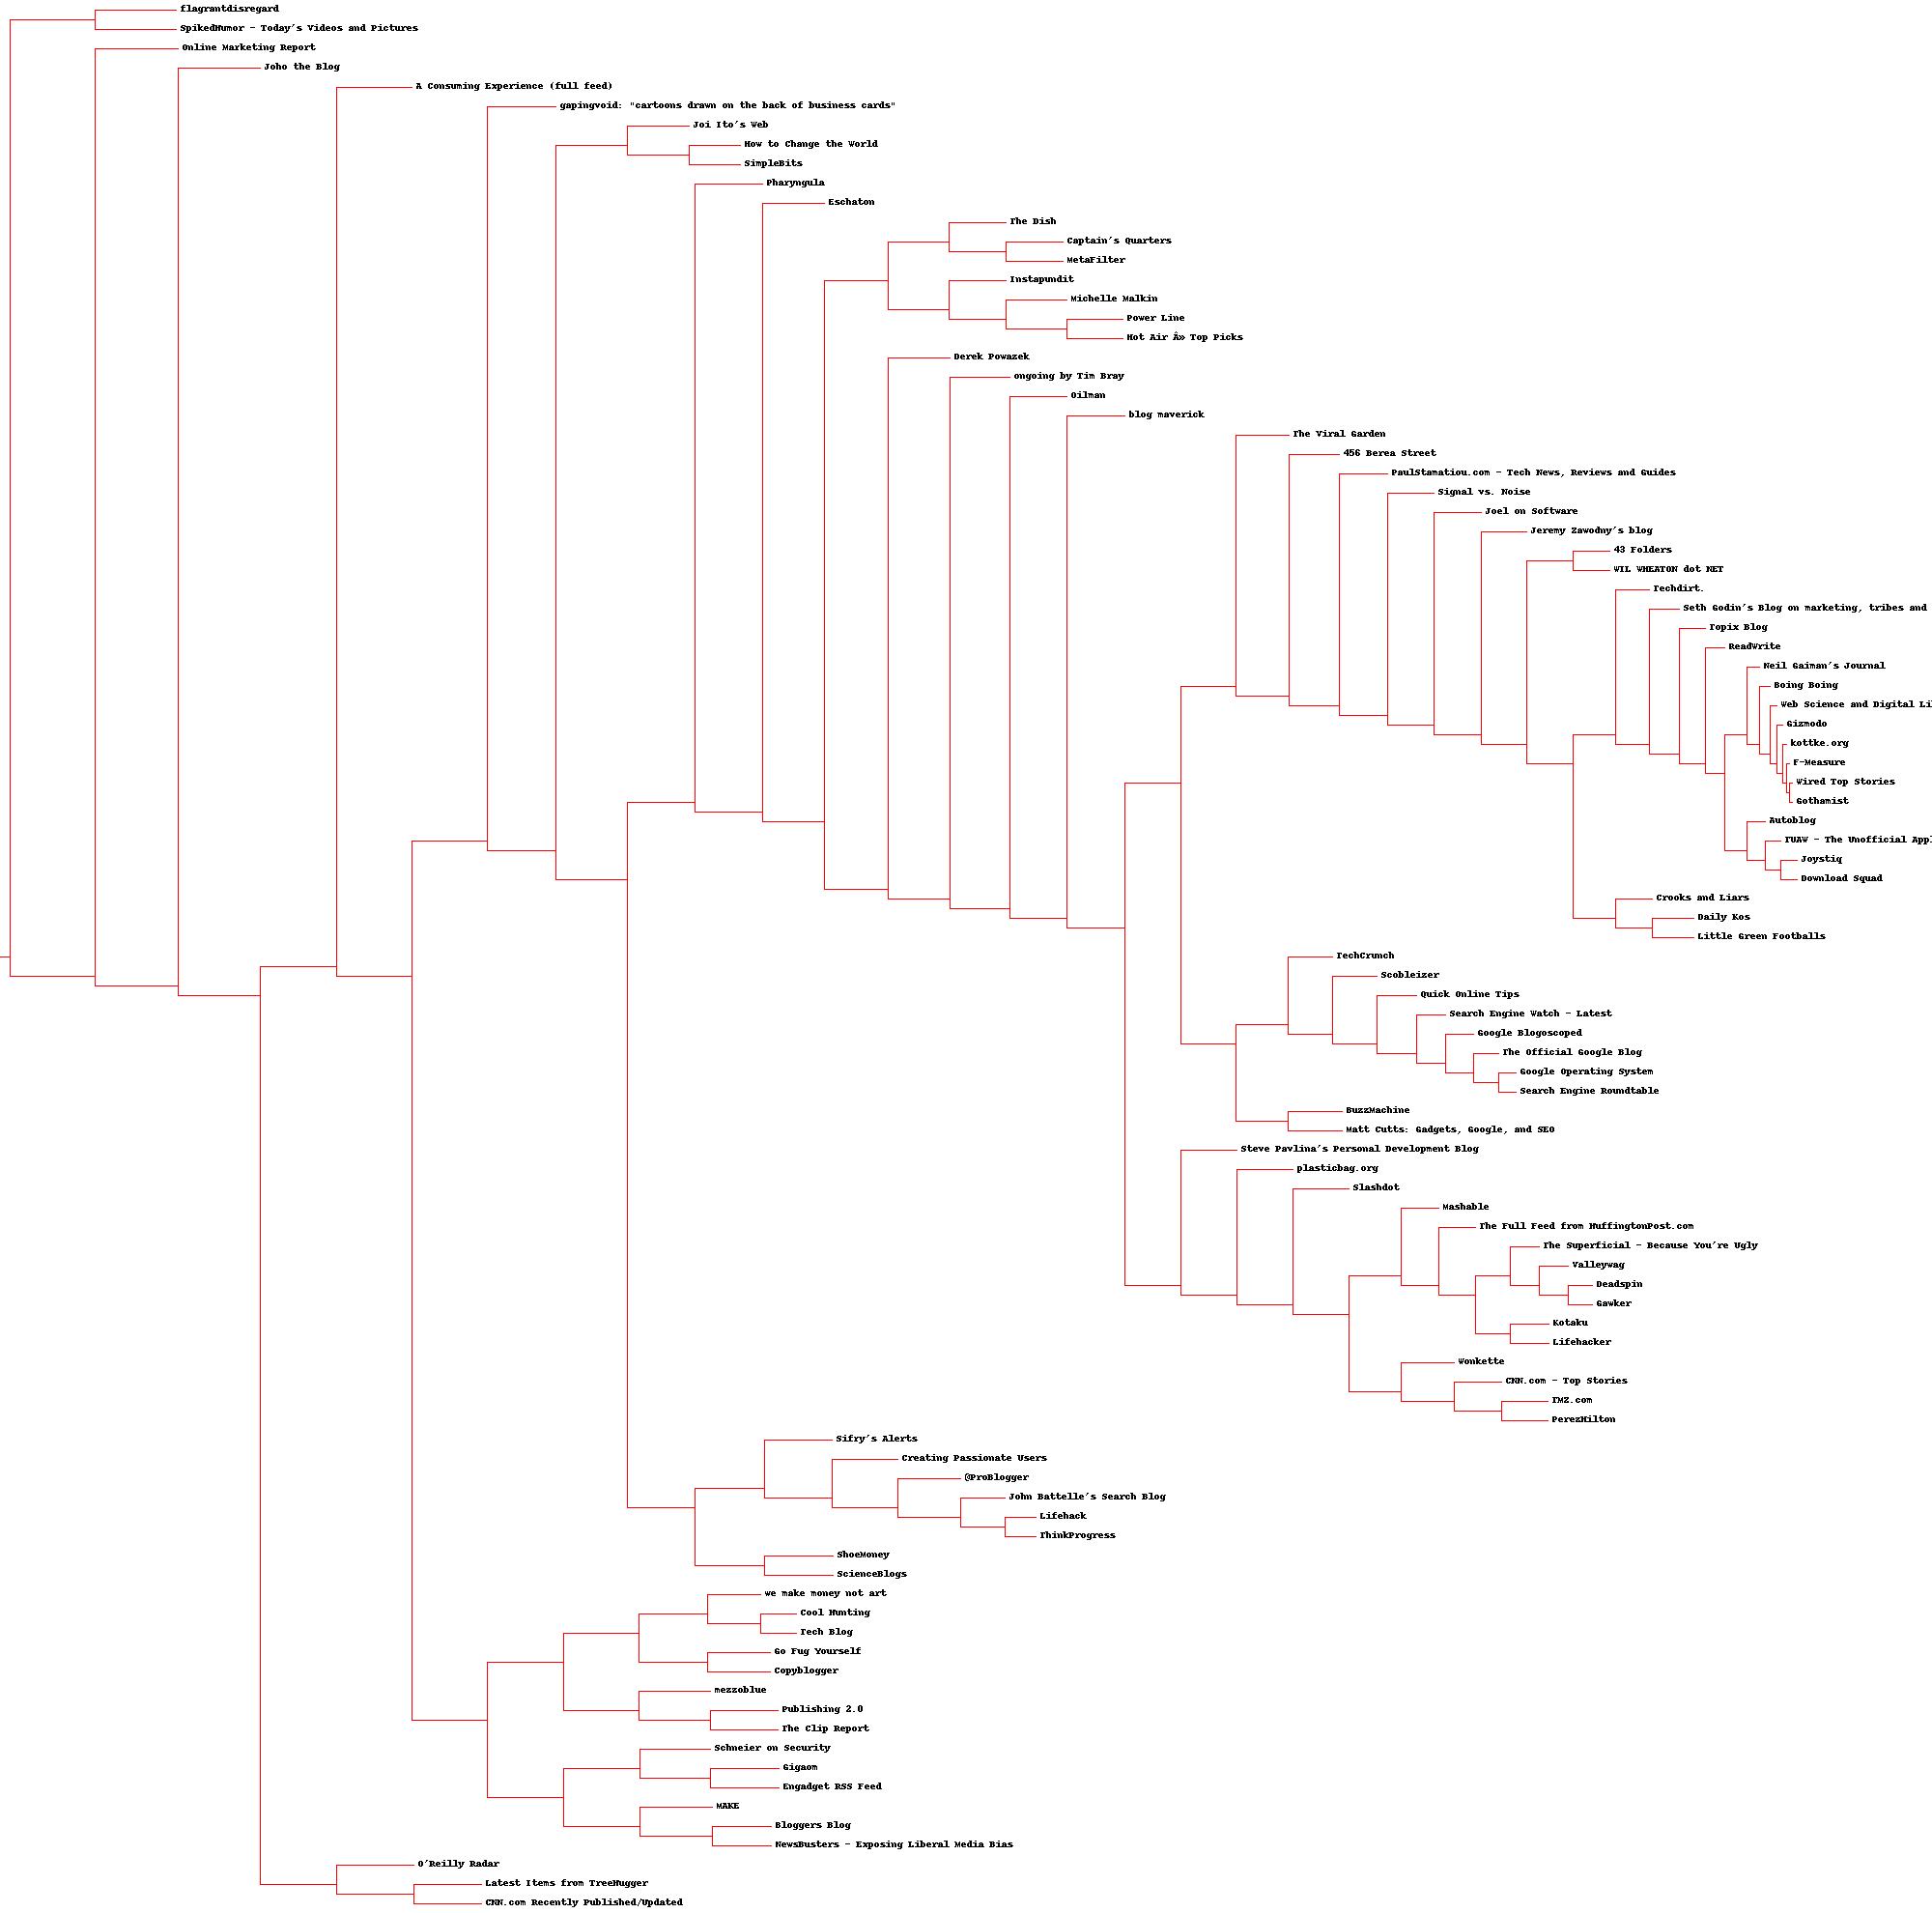 flagrantdisregard
SpikedHumor - Today's Videos and Pictures
Online Marketing Report
Joho the Blog
A Consuming Experience (full feed)
gapingvoid: "cartoons drawn on the back of business cards"
Joi Ito's Web
How to Change the World
SimpleBits
Pharyngula
Eschaton
The Dish
Captain's Quarters
MetaFilter
Instapundit
Michelle Malkin
Power Line
Hot Air Â» Top Picks
Derek Powazek
ongoing by Tim Bray
Oilman
blog maverick
The Viral Garden
456 Berea Street
PaulStamatiou.com - Tech News, Reviews and Guides
Signal vs. Noise
Joel on Software
Jeremy Zawodny's blog
43 Folders
WIL WHEATON dot NET
Techdirt.
Seth Godin's Blog on marketing, tribes and
Topix Blog
ReadWrite
Neil Gaiman's Journal
Boing Boing
Web Science and Digital Li
Gizmodo
kottke.org
F-Measure
Wired Top Stories
Gothamist
Autoblog
TUAW - The Unofficial Appl
Joystiq
Download Squad
Crooks and Liars
Daily Kos
Little Green Footballs
TechCrunch
Scobleizer
Quick Online Tips
Search Engine Watch - Latest
Google Blogoscoped
The Official Google Blog
Google Operating System
Search Engine Roundtable
BuzzMachine
Matt Cutts: Gadgets, Google, and SEO
Steve Pavlina's Personal Development Blog
plasticbag.org
Slashdot
Mashable
The Full Feed from HuffingtonPost.com
The Superficial - Because You're Ugly
Valleywag
Deadspin
Gawker
Kotaku
Lifehacker
Wonkette
CNN.com - Top Stories
TMZ.com
PerezHilton
Sifry's Alerts
Creating Passionate Users
@ProBlogger
John Battelle's Search Blog
Lifehack
ThinkProgress
ShoeMoney
ScienceBlogs
we make money not art
Cool Hunting
Tech Blog
Go Fug Yourself
Copyblogger
mezzoblue
Publishing 2.0
The Clip Report
Schneier on Security
Gigaom
Engadget RSS Feed
MAKE
Bloggers Blog
NewsBusters - Exposing Liberal Media Bias
O'Reilly Radar
Latest Items from TreeHugger
CNN.com Recently Published/Updated